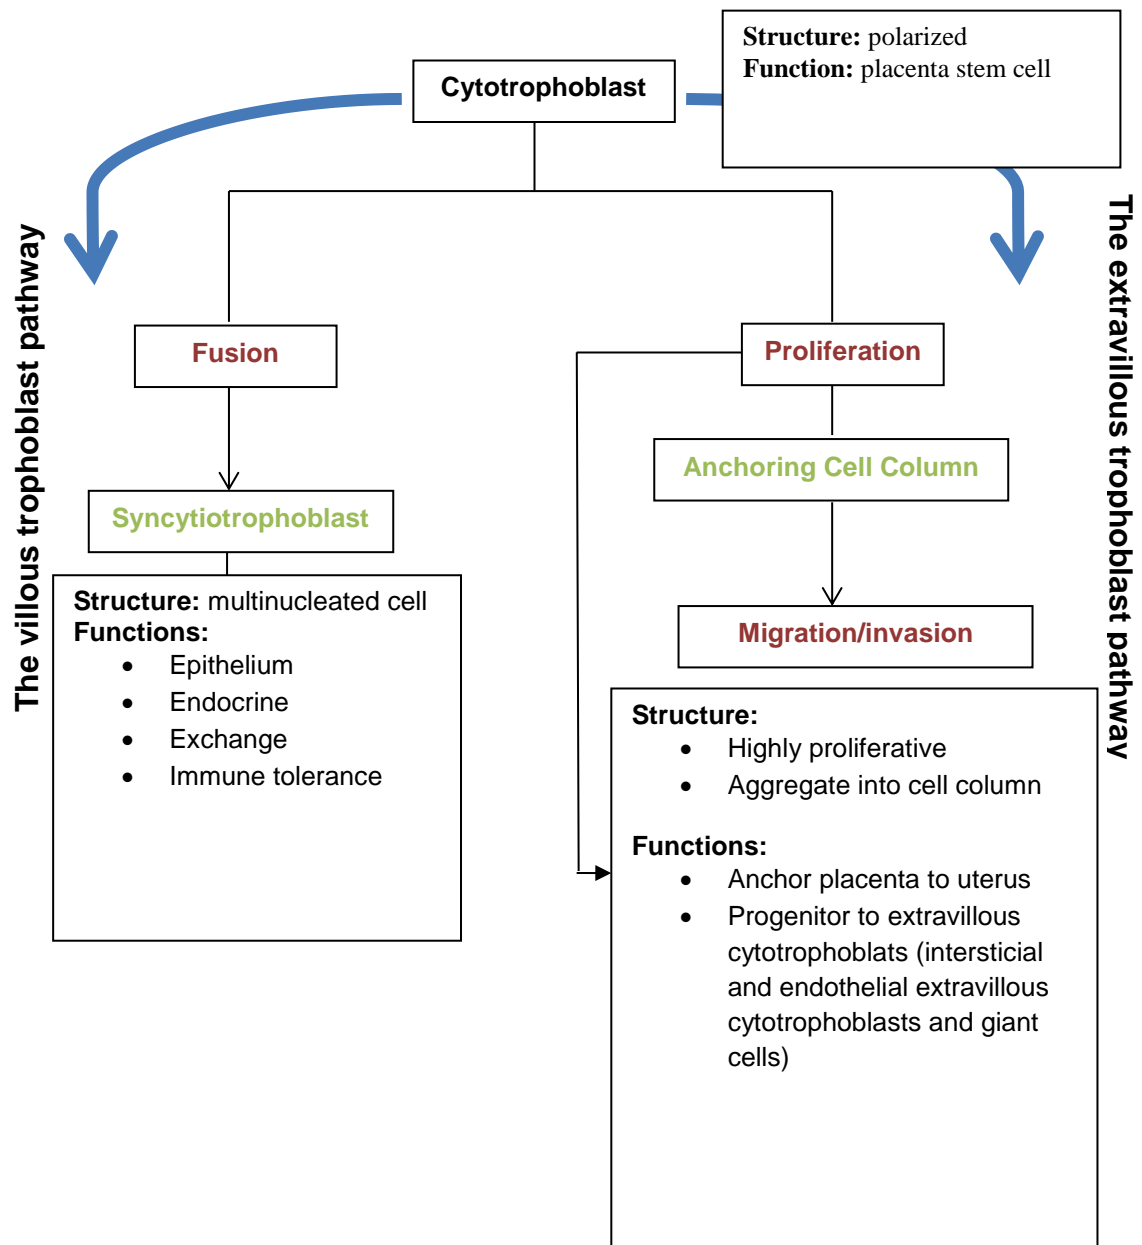 Structure: polarized
Function: placenta stem cell
Cytotrophoblast
The villous trophoblast pathway
The extravillous trophoblast pathway
Fusion
Proliferation
Anchoring Cell Column
Syncytiotrophoblast
Structure: multinucleated cell
Functions:
• Epithelium
• Endocrine
• Exchange
• Immune tolerance
Migration/invasion
Structure:
• Highly proliferative
• Aggregate into cell column
Functions:
• Anchor placenta to uterus
• Progenitor to extravillous
cytotrophoblats (intersticial
and endothelial extravillous
cytotrophoblasts and giant
cells)